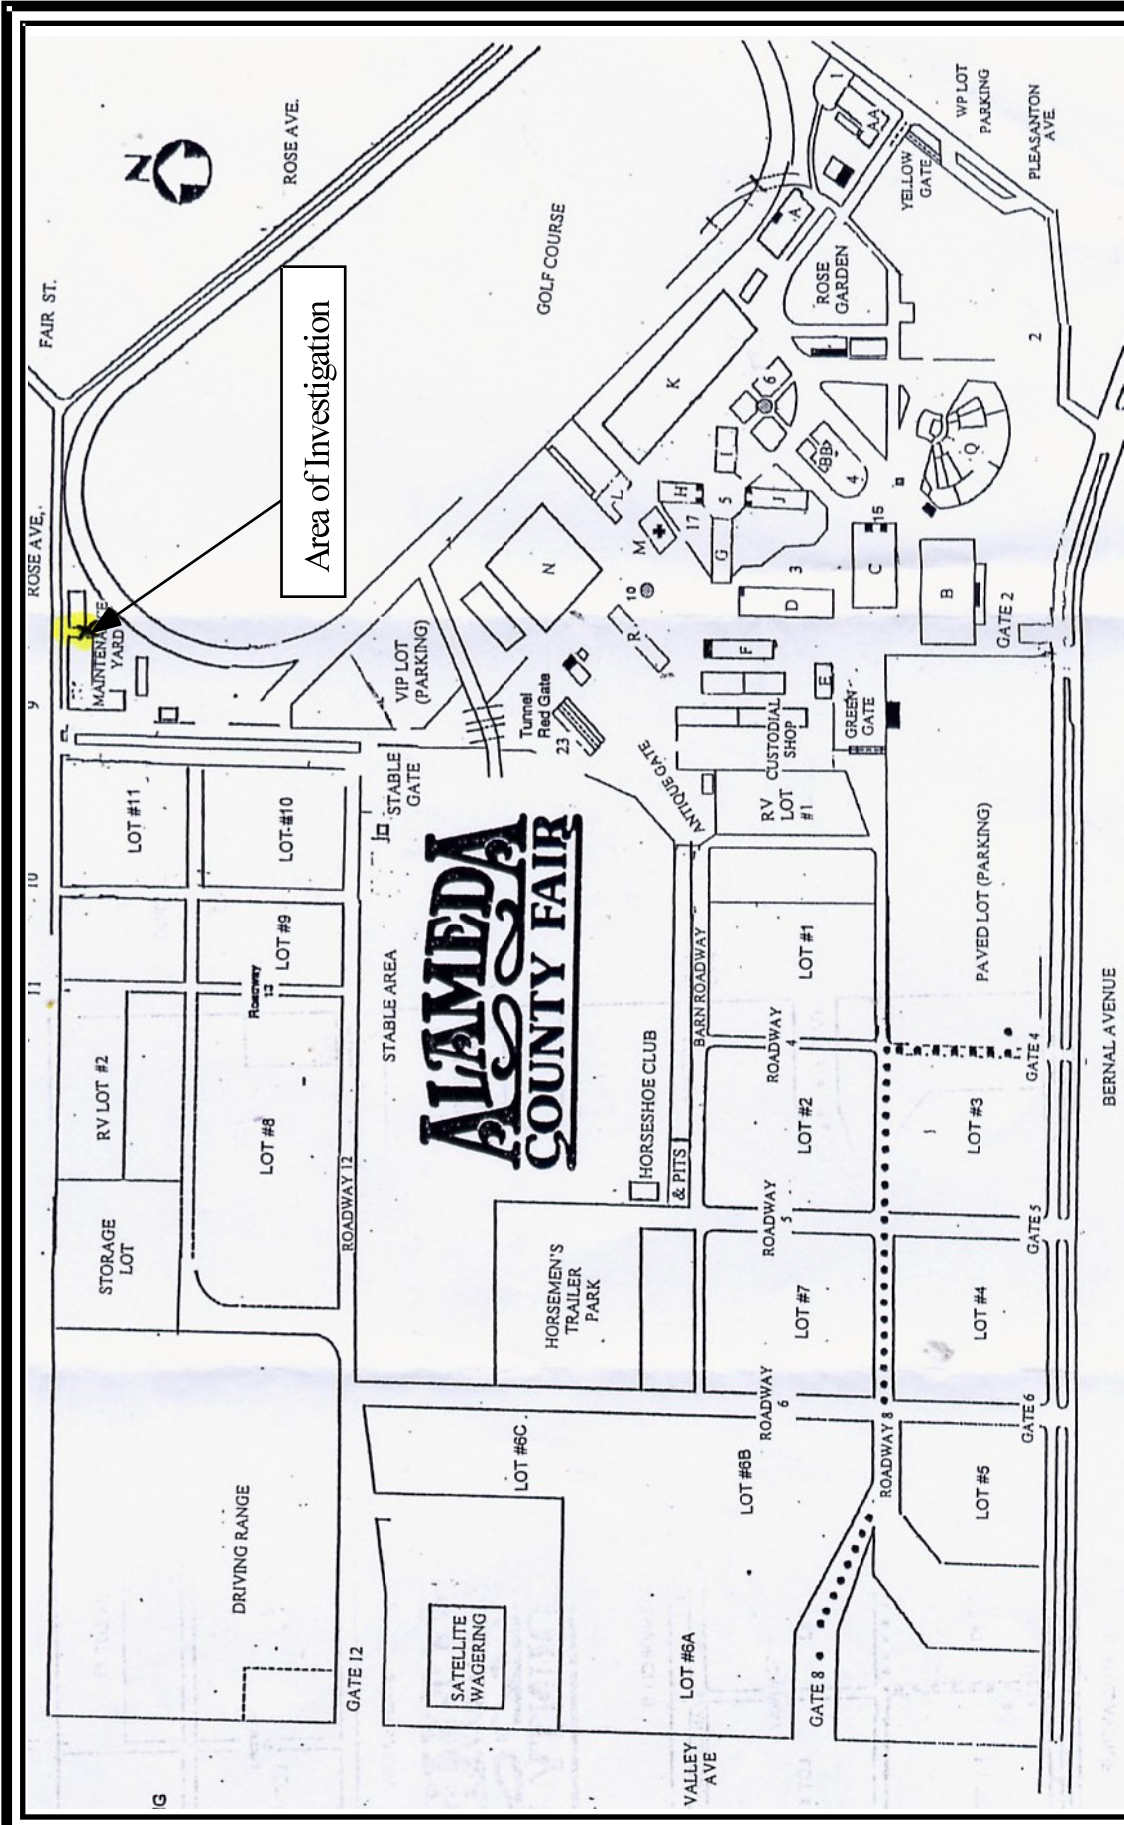 FAIR ST.
ROSE AVE.
N
ROSE AVE,.
Area of Investigation
MAINTENANCE
YARD
9
10
11
GOLF COURSE
WP LOT
PARKING
PLEASANTON
AVE.
YELLOW
GATE
1
AA
A
ROSE
GARDEN
2
K
6
BB
4
Q
L
H
I
5
J
17
G
M
N
10
R
3
D
C
15
B
GATE 2
F
E
GREEN
GATE
CUSTODIAL
SHOP
VIP LOT
(PARKING)
Tunnel
Red Gate
23
ANTIQUE GATE
RV
LOT
#1
STABLE
GATE
LOT #11
LOT #10
LOT #9
Roadway
13
ALAMEDA
COUNTY FAIR
STABLE AREA
PAVED LOT (PARKING)
BARN ROADWAY
LOT #1
ROADWAY
4
GATE 4
BERNAL AVENUE
RV LOT #2
LOT #8
ROADWAY 12
HORSESHOE CLUB
& PITS
LOT #2
LOT #3
STORAGE
LOT
HORSEMEN'S
TRAILER
PARK
ROADWAY
5
GATE 5
LOT #7
LOT #4
ROADWAY
6
GATE 6
ROADWAY 8
LOT #6C
LOT #6B
LOT #5
DRIVING RANGE
SATELLITE
WAGERING
GATE 12
LOT #6A
GATE 8
VALLEY
AVE
IG